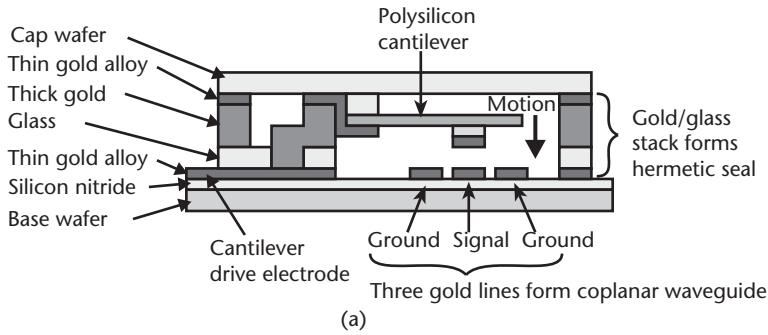 Cap wafer
Thin gold alloy
Thick gold
Glass
Thin gold alloy
Silicon nitride
Base wafer
Polysilicon
cantilever
Motion
Gold/glass
stack forms
hermetic seal
Cantilever
drive electrode
Ground
Signal
Ground
Three gold lines form coplanar waveguide
(a)